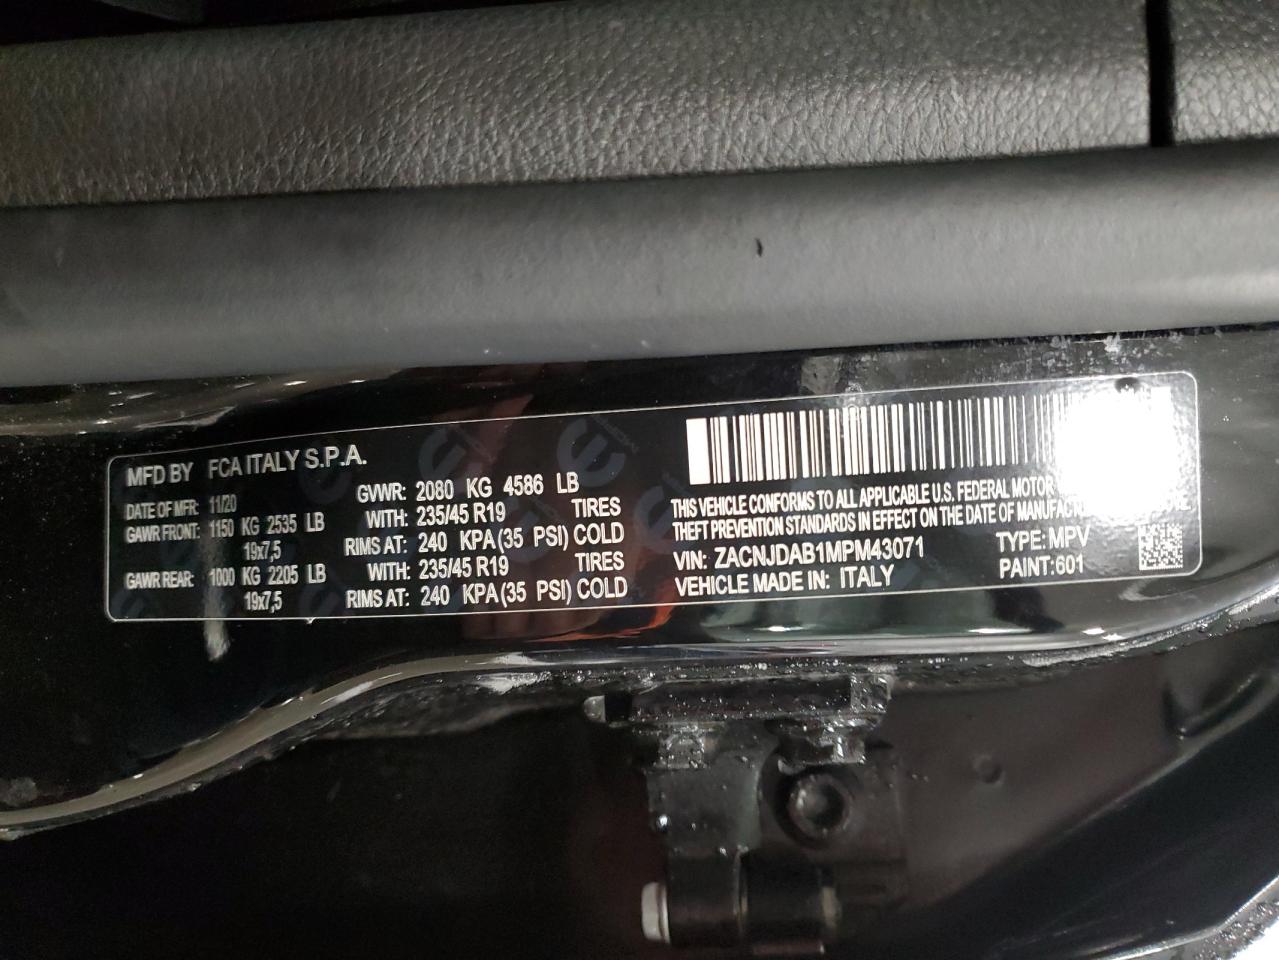 MFD BY FCA ITALY S.P.A.
DATE OF MFR: 11/20 GVWR: 2080 KG 4586 LB
GAWR FRONT: 1150 KG 2535 LB WITH: 235/45 R19 TIRES
19x7,5 RIMS AT: 240 KPA (35 PSI) COLD
GAWR REAR: 1000 KG 2205 LB WITH: 235/45 R19 TIRES
19x7,5 RIMS AT: 240 KPA (35 PSI) COLD
THIS VEHICLE CONFORMS TO ALL APPLICABLE U.S. FEDERAL MOTOR
THEFT PREVENTION STANDARDS IN EFFECT ON THE DATE OF
VIN: ZACNJDAB1MPM43071 TYPE: MPV
VEHICLE MADE IN: ITALY PAINT:601